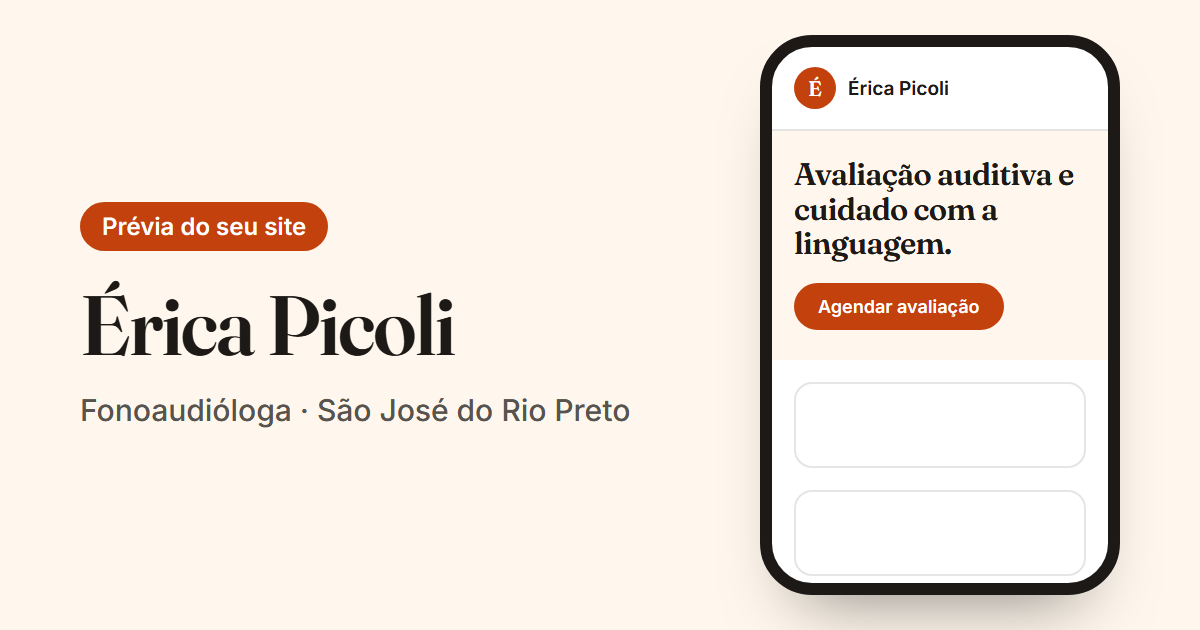 Prévia do seu site
Érica Picoli
Fonoaudióloga · São José do Rio Preto
É
Érica Picoli
Avaliação auditiva e
cuidado com a
linguagem.
Agendar avaliação